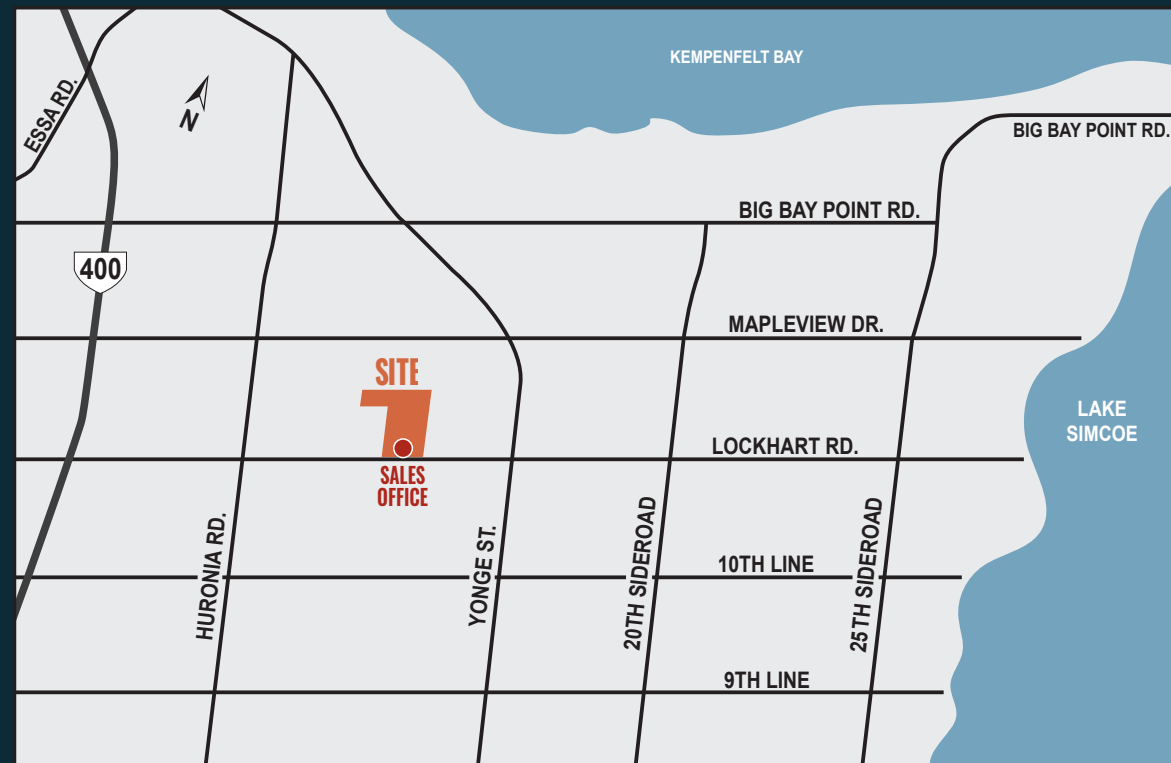 KEMPENFELT BAY
ESSA RD.
N
BIG BAY POINT RD.
BIG BAY POINT RD.
400
MAPLEVIEW DR.
SITE
LAKE
SIMCOE
LOCKHART RD.
SALES
OFFICE
HURONIA RD.
YONGE ST.
20TH SIDEROAD
25TH SIDEROAD
10TH LINE
9TH LINE